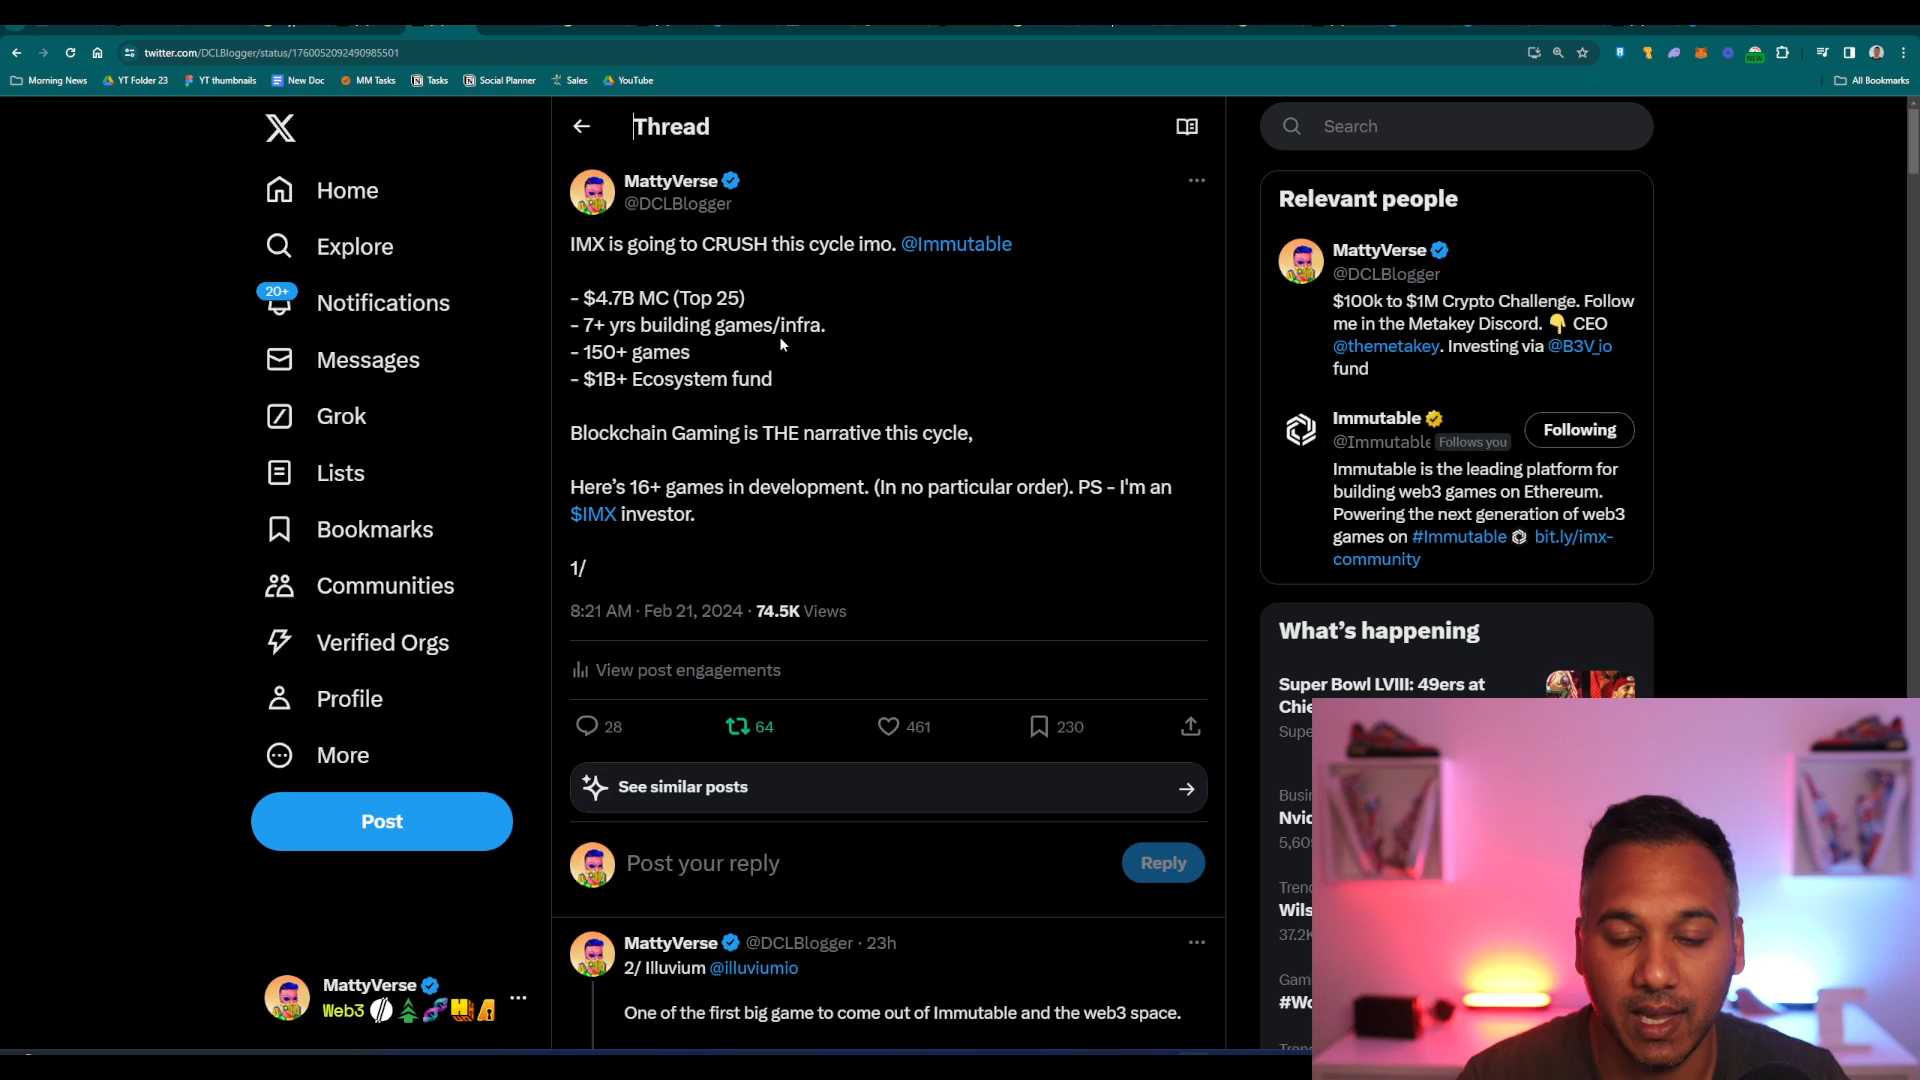 twitter.com/DCLBlogger/status/1760052092490985501
NEW
Morning News
YT Folder 23
YT thumbnails
New Doc
MM Tasks
Tasks
Social Planner
Sales
YouTube
All Bookmarks
Home
Explore
20+
Notifications
Messages
Grok
Lists
Bookmarks
Communities
Verified Orgs
Profile
More
Post
MattyVerse
Web3
Thread
MattyVerse
@DCLBlogger
IMX is going to CRUSH this cycle imo. @Immutable
- $4.7B MC (Top 25)
- 7+ yrs building games/infra.
- 150+ games
- $1B+ Ecosystem fund
Blockchain Gaming is THE narrative this cycle,
Here’s 16+ games in development. (In no particular order). PS - I'm an
$IMX investor.
1/
8:21 AM · Feb 21, 2024 · 74.5K Views
View post engagements
28
64
461
230
See similar posts
Post your reply
Reply
MattyVerse @DCLBlogger · 23h
2/ Illuvium @illuviumio
One of the first big game to come out of Immutable and the web3 space.
Search
Relevant people
MattyVerse
@DCLBlogger
$100k to $1M Crypto Challenge. Follow
me in the Metakey Discord. CEO
@themetakey. Investing via @B3V_io
fund
Immutable
@Immutable Follows you
Following
Immutable is the leading platform for
building web3 games on Ethereum.
Powering the next generation of web3
games on #Immutable bit.ly/imx-
community
What’s happening
Super Bowl LVIII: 49ers at